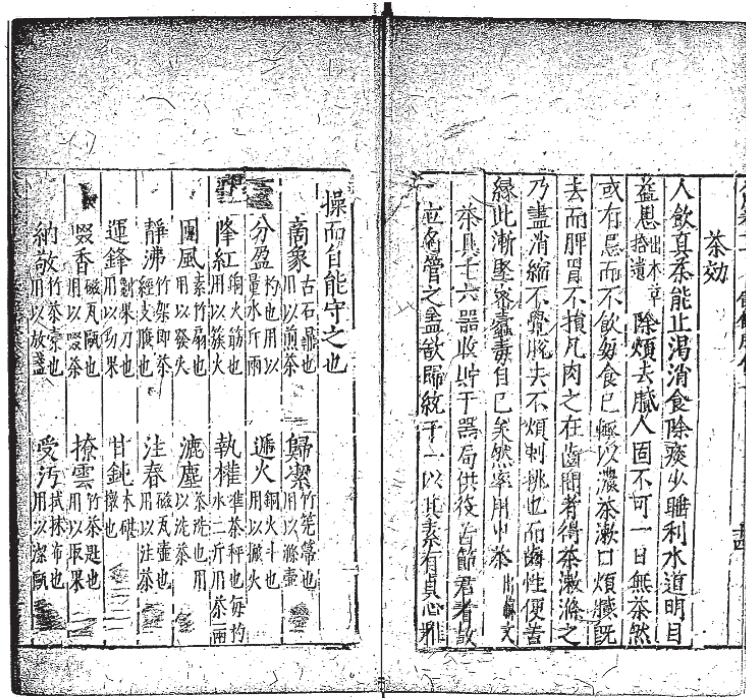 茶効
人飲真茶能止渴消食除痰少睡利水道明目
益思出本草拾遺除煩去膩人固不可一日無茶然
或有忌而不飲每食已輒以濃茶漱口煩膩既
去而脾胃不損凡肉之在齒間者得茶漱滌之
乃盡消縮不覺脫去不煩刺挑也而齒性便苦
緣此漸堅密蠹毒自已矣然率用中茶出蘇文
茶具十六器收貯于器局供役苦節君者故
立名管之蓋欲歸統于一以其素有貞心雅
操而自能守之也
商象古石鼎也用以煎茶 歸潔竹筅箒也用以滌壺
分盈杓也用以量水斤兩 遞火銅火斗也用以搬火
降紅銅火筯也用以簇火 執權準茶秤也每杓水二斤用茶一兩
團風素竹扇也用以發火 漉塵茶洗也用以洗茶
靜沸竹架即茶經支腹也 注春磁瓦壺也用以注茶
運鋒劖果刀也用以切果 甘鈍木碪墩也
啜香磁瓦甌也用以啜茶 撩雲竹茶匙也用以取果
納敬竹茶橐也用以放盞 受汚拭抹布也用以潔甌